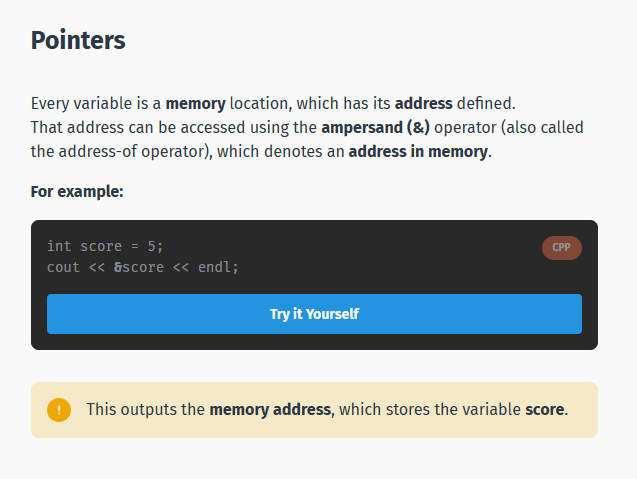 Pointers
Every variable is a memory location, which has its address defined.
That address can be accessed using the ampersand (&) operator (also called
the address-of operator), which denotes an address in memory.
For example:
int score = 5;
CPP
cout << &score << endl;
Try it Yourself
! This outputs the memory address, which stores the variable score.